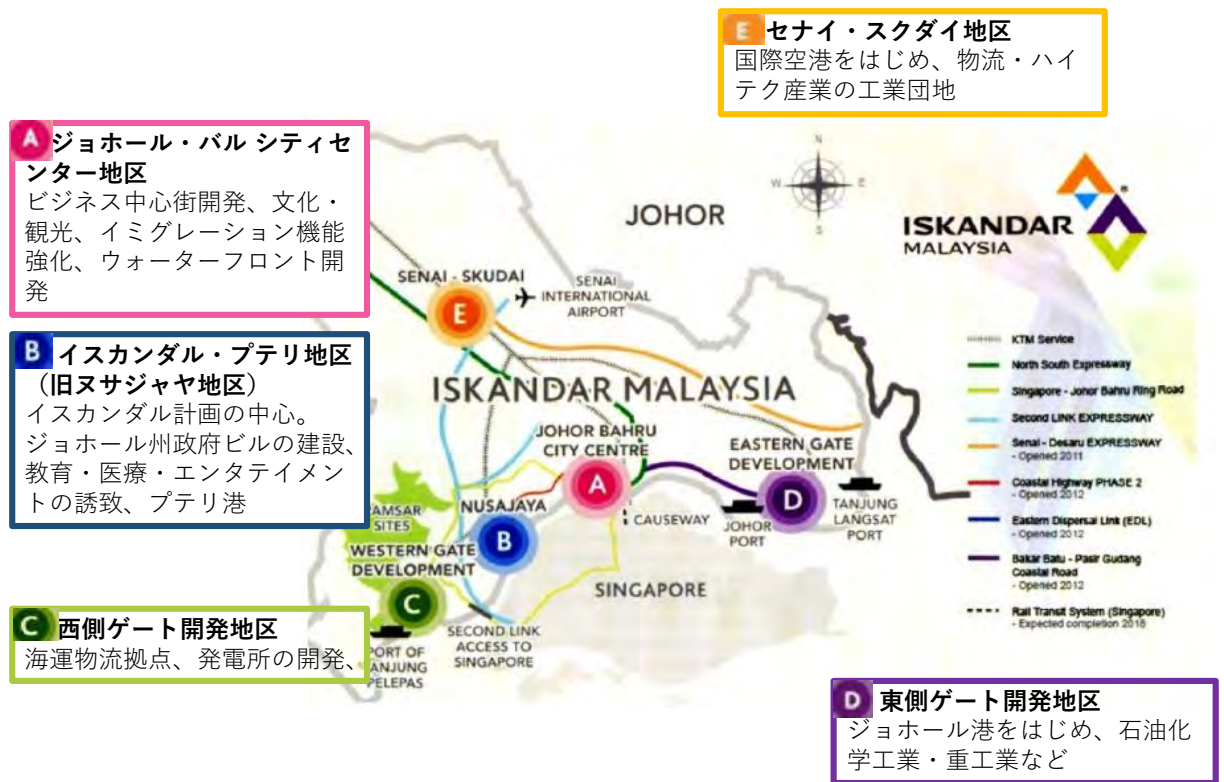 E セナイ・スクダイ地区
国際空港をはじめ、物流・ハイ
テク産業の工業団地
A ジョホール・バル シティセ
ンター地区
ビジネス中心街開発、文化・
観光、イミグレーション機能
強化、ウォーターフロント開
発
B イスカンダル・プテリ地区
（旧ヌサジャヤ地区）
イスカンダル計画の中心。
ジョホール州政府ビルの建設、
教育・医療・エンタテイメン
トの誘致、プテリ港
C 西側ゲート開発地区
海運物流拠点、発電所の開発、
D 東側ゲート開発地区
ジョホール港をはじめ、石油化
学工業・重工業など
N
W
E
S
JOHOR
ISKANDAR
MALAYSIA
®
SENAI - SKUDAI
E
SENAI
INTERNATIONAL
AIRPORT
ISKANDAR MALAYSIA
JOHOR BAHRU
CITY CENTRE
A
EASTERN GATE
DEVELOPMENT
D
NUSAJAYA
B
CAUSEWAY
JOHOR
PORT
TANJUNG
LANGSAT
PORT
RAMSAR
SITES
WESTERN GATE
DEVELOPMENT
C
SINGAPORE
SECOND LINK
ACCESS TO
SINGAPORE
PORT OF
TANJUNG
PELEPAS
KTM Service
North South Expressway
Singapore - Johor Bahru Ring Road
Second LINK EXPRESSWAY
Senai - Desaru EXPRESSWAY
- Opened 2011
Coastal Highway PHASE 2
- Opened 2012
Eastern Dispersal Link (EDL)
- Opened 2012
Bakar Batu - Pasir Gudang
Coastal Road
- Opened 2012
Rail Transit System (Singapore)
- Expected completion 2018